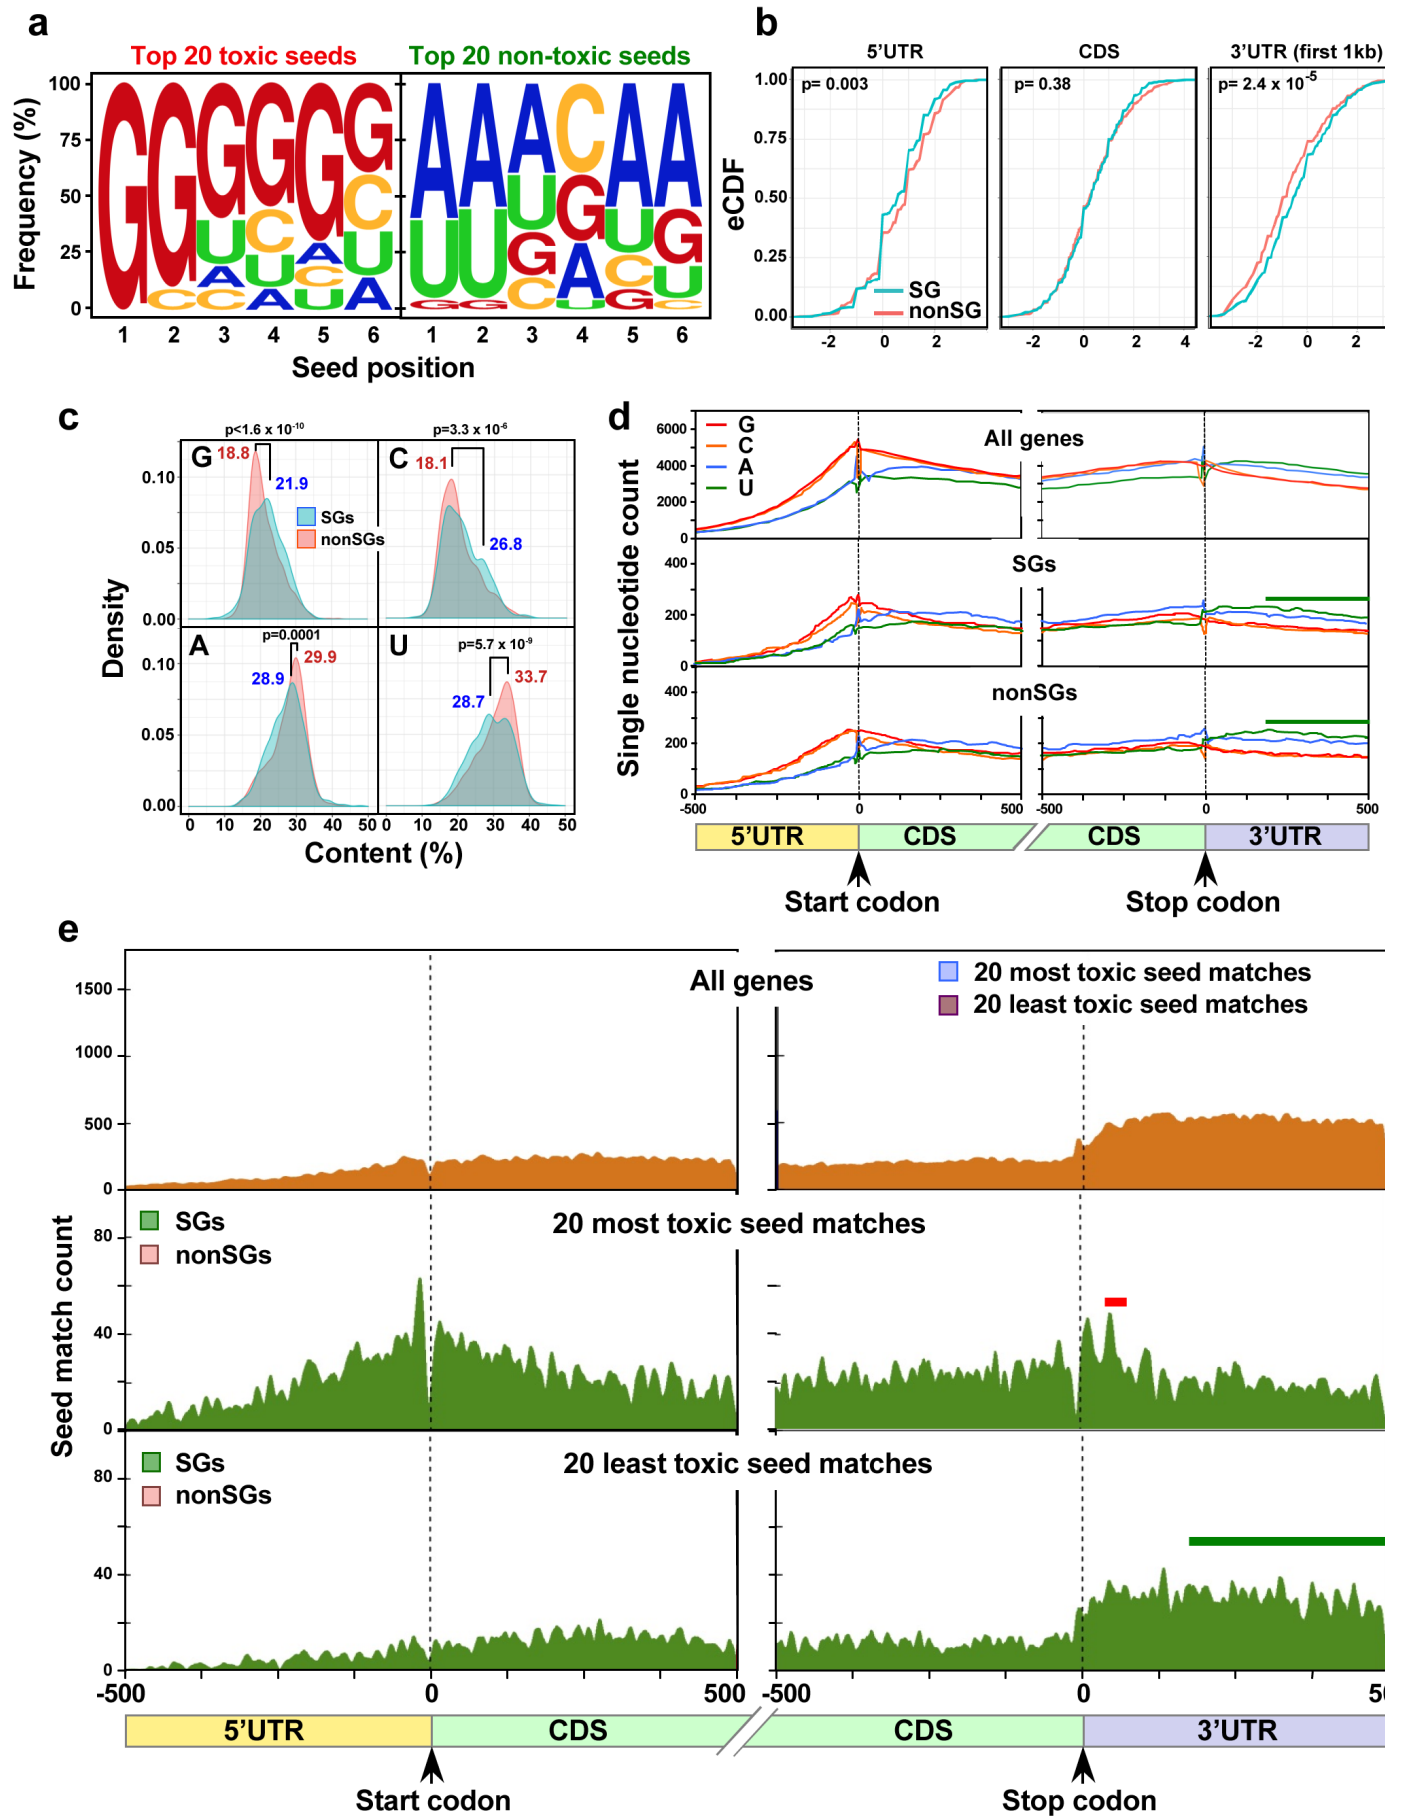 a
Top 20 toxic seeds
Top 20 non-toxic seeds
Frequency (%)
100
75
50
25
0
G
G C
G U A C
G C U A
G A C U
G C U A
A U G
A U G
A U G C
C G A U
A U C G
A G U C
1 2 3 4 5 6 1 2 3 4 5 6
Seed position
b
5’UTR
CDS
3’UTR (first 1kb)
p= 0.003
p= 0.38
p= 2.4 x 10-5
eCDF
1.00
0.75
0.50
0.25
0.00
SG
nonSG
-2 0 2
-2 0 2 4
-2 0 2
c
p<1.6 x 10-10
p=3.3 x 10-6
G
18.8
21.9
C
18.1
26.8
SGs
nonSGs
Density
0.10
0.05
0.00
A
p=0.0001
29.9
28.9
U
p=5.7 x 10-9
33.7
28.7
0.10
0.05
0.00
0 10 20 30 40 50
0 10 20 30 40 50
Content (%)
d
G
C
A
U
All genes
SGs
nonSGs
Single nucleotide count
6000
4000
2000
0
400
200
0
400
200
0
-500 0 500
-500 0 500
5’UTR
CDS
CDS
3’UTR
Start codon
Stop codon
e
All genes
20 most toxic seed matches
20 least toxic seed matches
1500
1000
500
0
Seed match count
SGs
nonSGs
20 most toxic seed matches
80
40
0
SGs
nonSGs
20 least toxic seed matches
80
40
0
-500 0 500
-500 0 50
5’UTR
CDS
CDS
3’UTR
Start codon
Stop codon